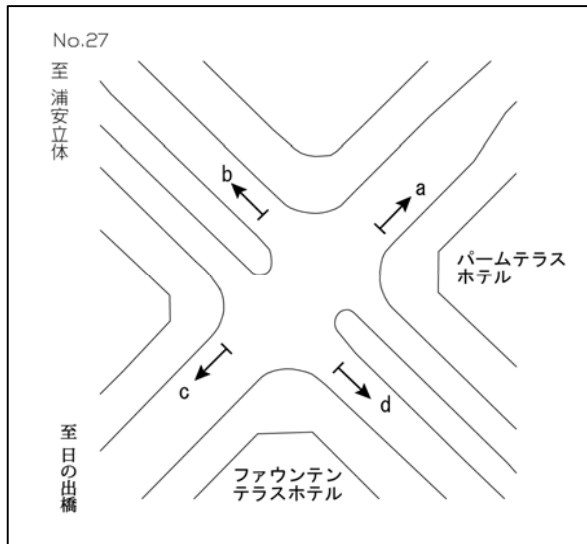 No.27
至 浦安立体
b
a
パームテラス
ホテル
c
d
至 日の出橋
ファウンテン
テラスホテル